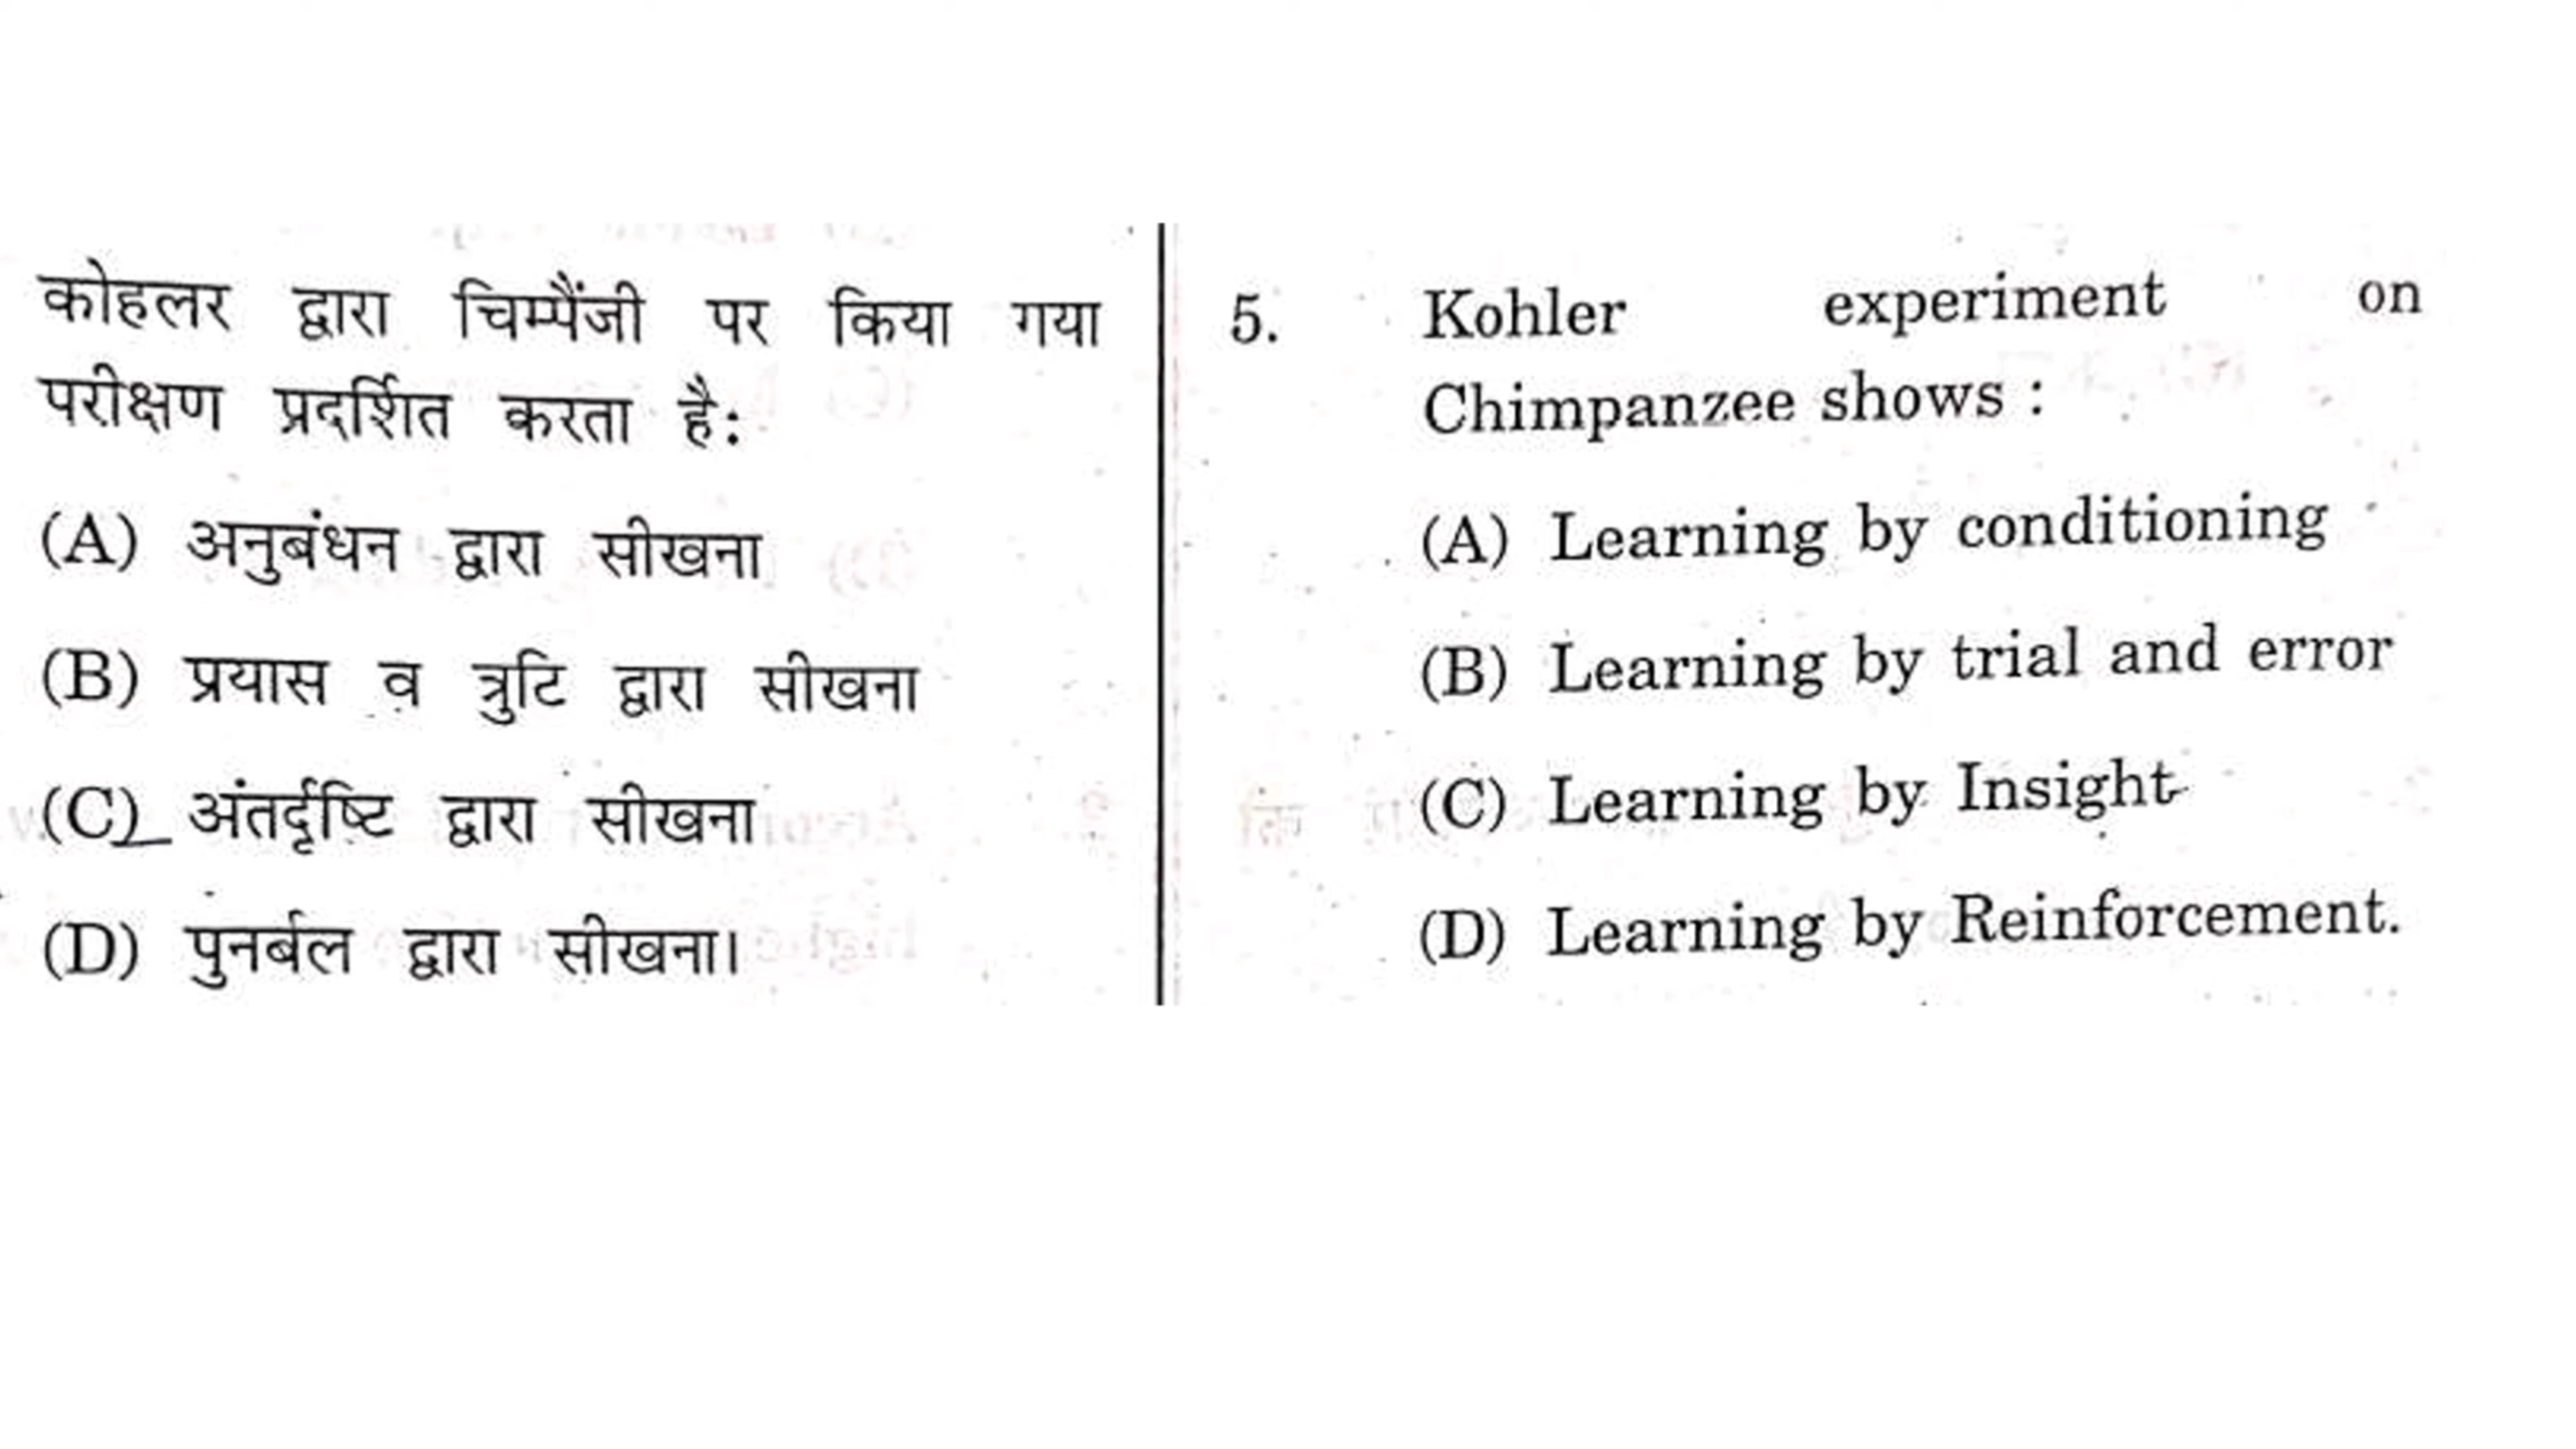 कोहलर द्वारा चिम्पैंजी पर किया गया
परीक्षण प्रदर्शित करता है:
(A) अनुबंधन द्वारा सीखना
(B) प्रयास व त्रुटि द्वारा सीखना
(C) अंतर्दृष्टि द्वारा सीखना
(D) पुनर्बल द्वारा सीखना।
5. Kohler experiment on
Chimpanzee shows :
(A) Learning by conditioning
(B) Learning by trial and error
(C) Learning by Insight
(D) Learning by Reinforcement.